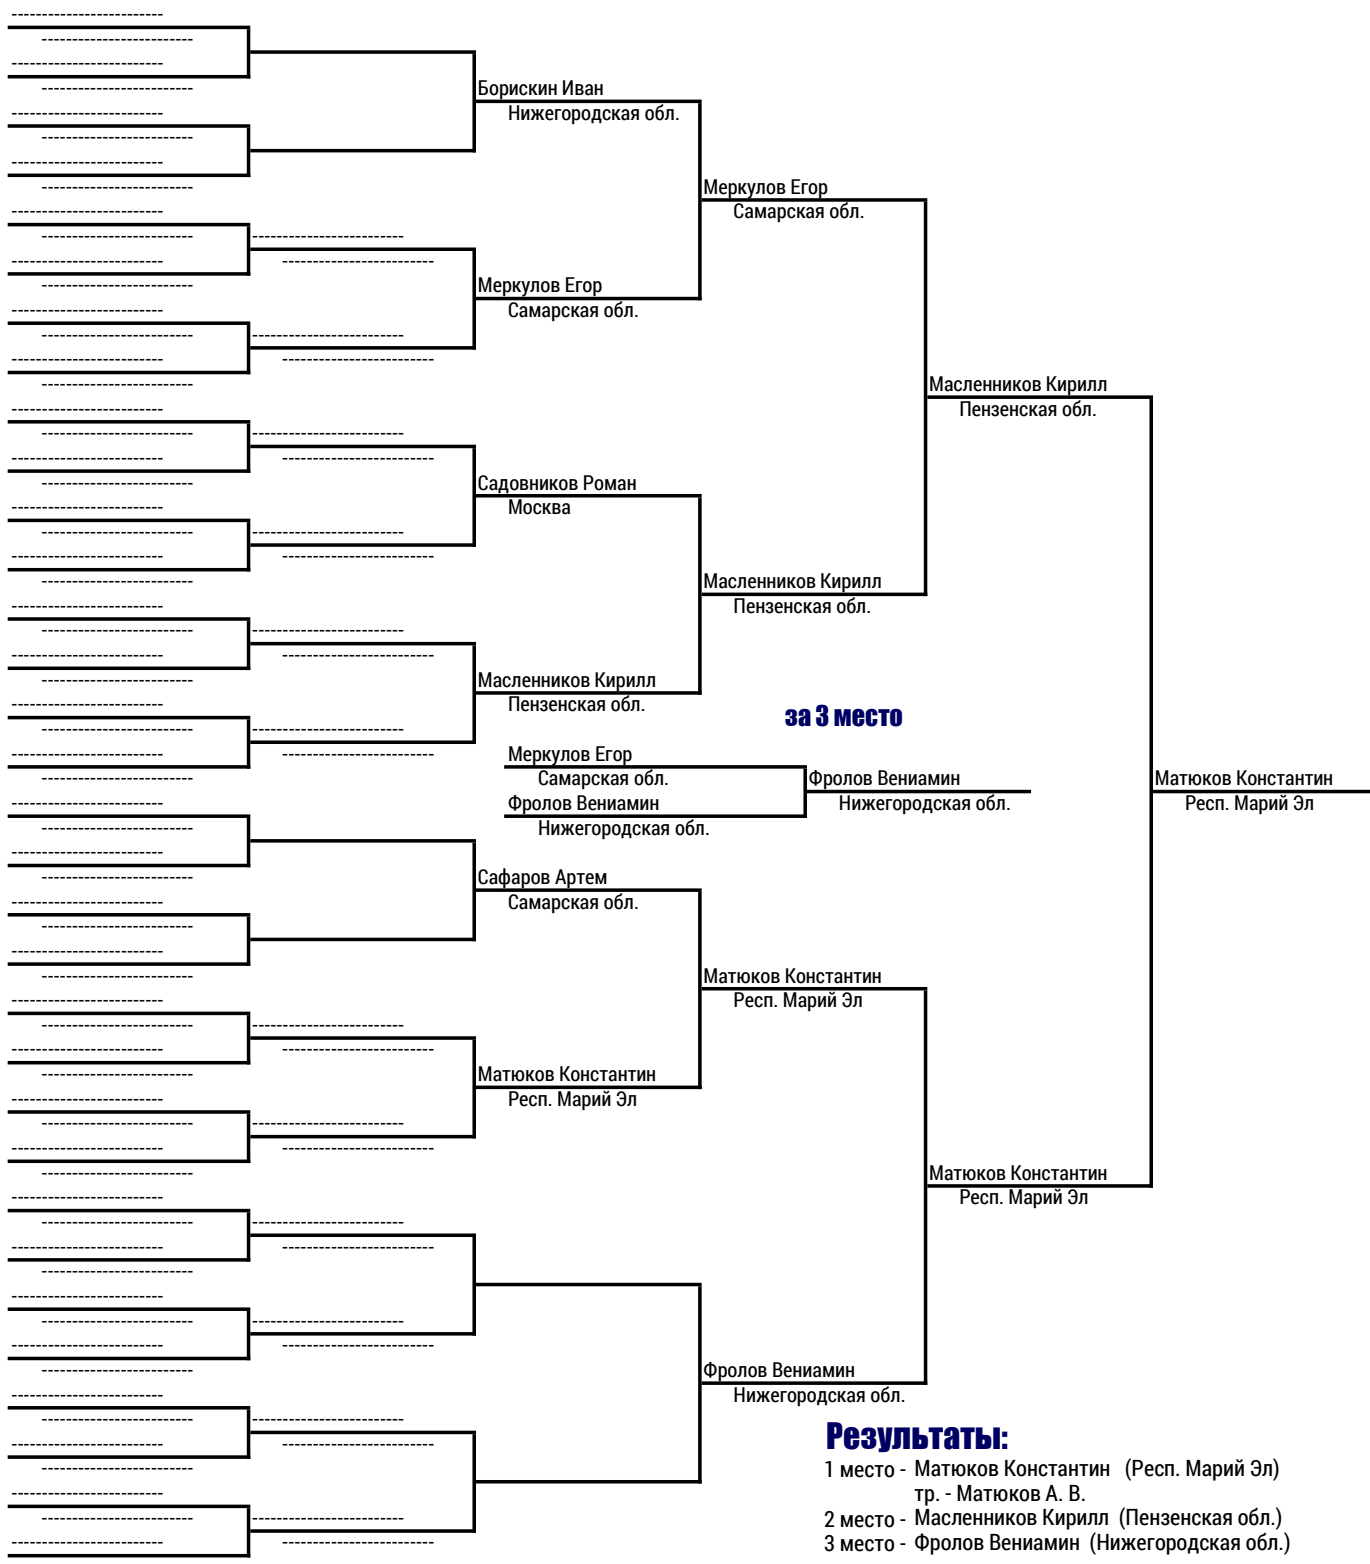 Борискин Иван
Нижегородская обл.
Меркулов Егор
Самарская обл.
Меркулов Егор
Самарская обл.
Масленников Кирилл
Пензенская обл.
Садовников Роман
Москва
Масленников Кирилл
Пензенская обл.
Масленников Кирилл
Пензенская обл.
за 3 место
Меркулов Егор
Самарская обл.
Фролов Вениамин
Нижегородская обл.
Фролов Вениамин
Нижегородская обл.
Матюков Константин
Респ. Марий Эл
Сафаров Артем
Самарская обл.
Матюков Константин
Респ. Марий Эл
Матюков Константин
Респ. Марий Эл
Матюков Константин
Респ. Марий Эл
Фролов Вениамин
Нижегородская обл.
Результаты:
1 место - Матюков Константин (Респ. Марий Эл)
тр. - Матюков А. В.
2 место - Масленников Кирилл (Пензенская обл.)
3 место - Фролов Вениамин (Нижегородская обл.)